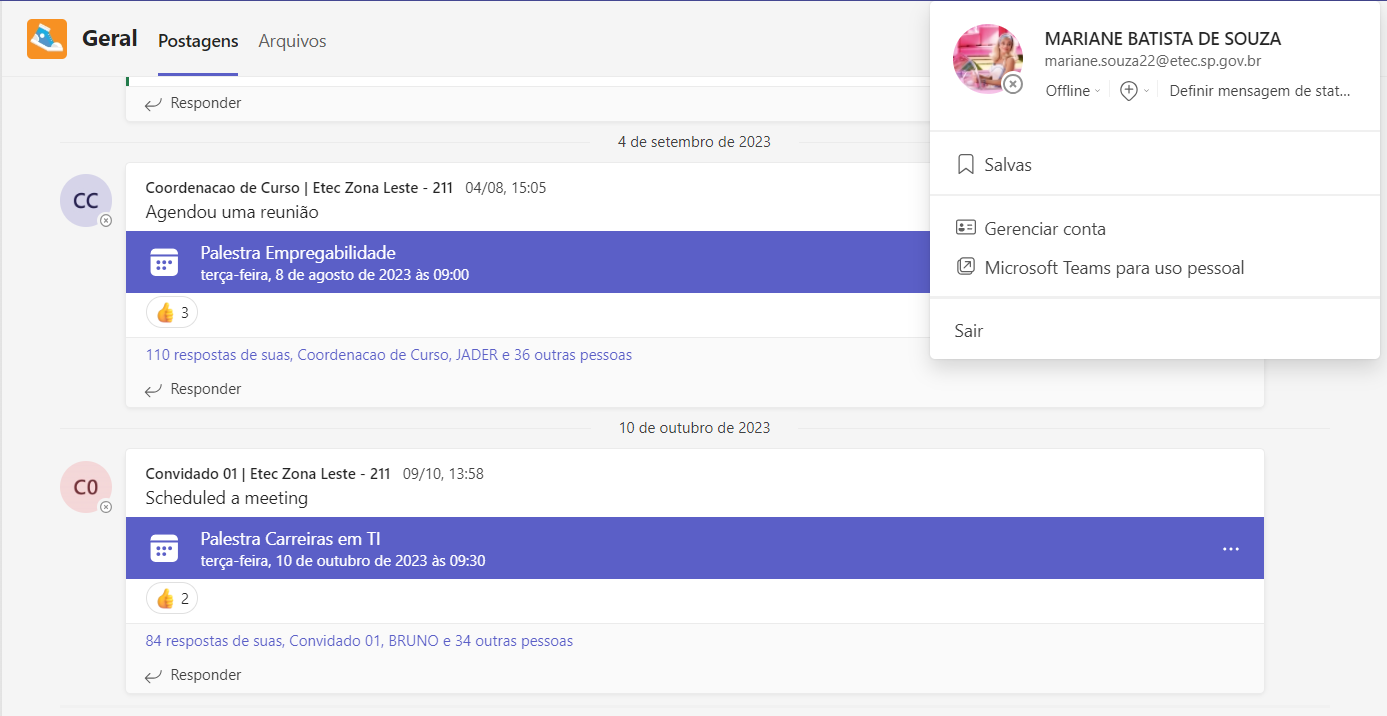 Geral
Postagens
Arquivos
MARIANE BATISTA DE SOUZA
mariane.souza22@etec.sp.gov.br
Offline
Definir mensagem de stat...
Salvas
Gerenciar conta
Microsoft Teams para uso pessoal
Sair
Responder
4 de setembro de 2023
CC
Coordenacao de Curso | Etec Zona Leste - 211 04/08, 15:05
Agendou uma reunião
Palestra Empregabilidade
terça-feira, 8 de agosto de 2023 às 09:00
3
110 respostas de suas, Coordenacao de Curso, JADER e 36 outras pessoas
Responder
10 de outubro de 2023
C0
Convidado 01 | Etec Zona Leste - 211 09/10, 13:58
Scheduled a meeting
Palestra Carreiras em TI
terça-feira, 10 de outubro de 2023 às 09:30
2
84 respostas de suas, Convidado 01, BRUNO e 34 outras pessoas
Responder